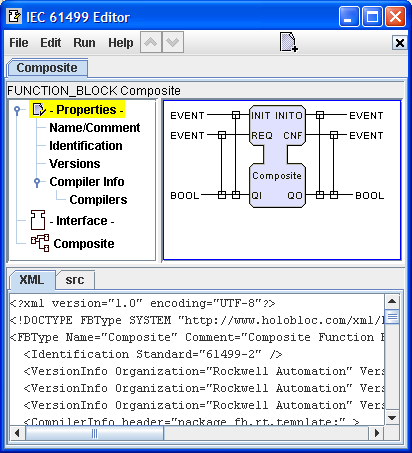 IEC 61499 Editor
File Edit Run Help
Composite
FUNCTION_BLOCK Composite
- Properties -
Name/Comment
Identification
Versions
Compiler Info
Compilers
- Interface -
Composite
EVENT INIT INITO EVENT
EVENT REQ CNF EVENT
Composite
BOOL QI QO BOOL
XML src
<?xml version="1.0" encoding="UTF-8"?>
<!DOCTYPE FBType SYSTEM "http://www.holobloc.com/xml/
<FBType Name="Composite" Comment="Composite Function
<Identification Standard="61499-2" />
<VersionInfo Organization="Rockwell Automation" Vers
<VersionInfo Organization="Rockwell Automation" Vers
<VersionInfo Organization="Rockwell Automation" Vers
<CompilerInfo header="package fb.rt.template;" >